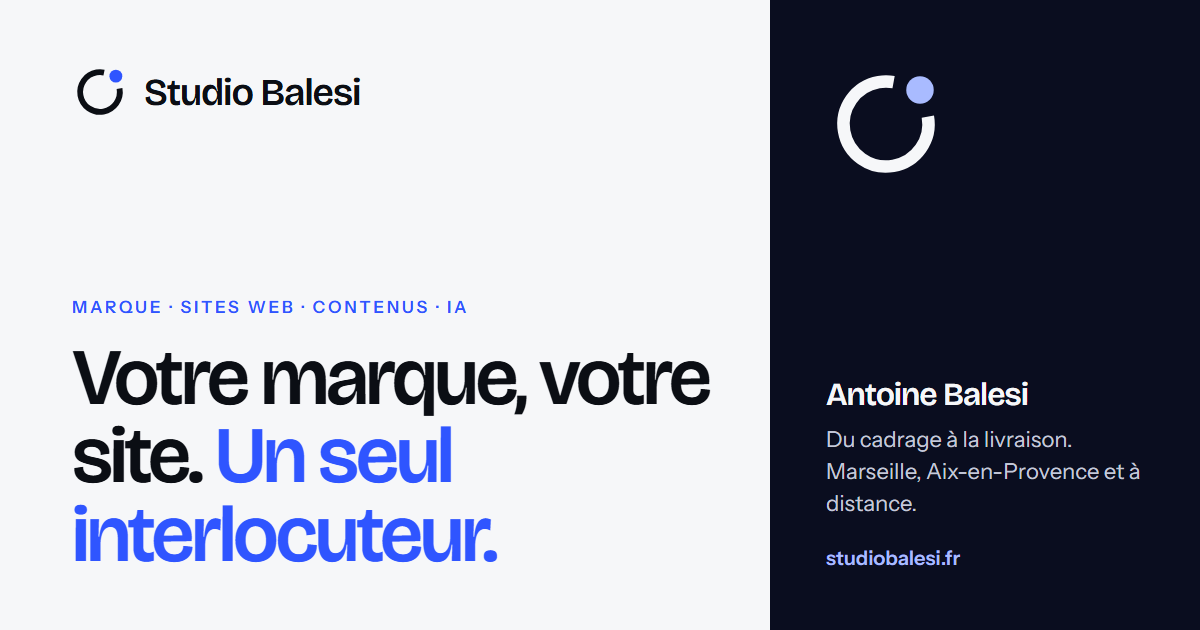 Studio Balesi
MARQUE · SITES WEB · CONTENUS · IA
Votre marque, votre
site. Un seul
interlocuteur.
Antoine Balesi
Du cadrage à la livraison.
Marseille, Aix-en-Provence et à
distance.
studiobalesi.fr